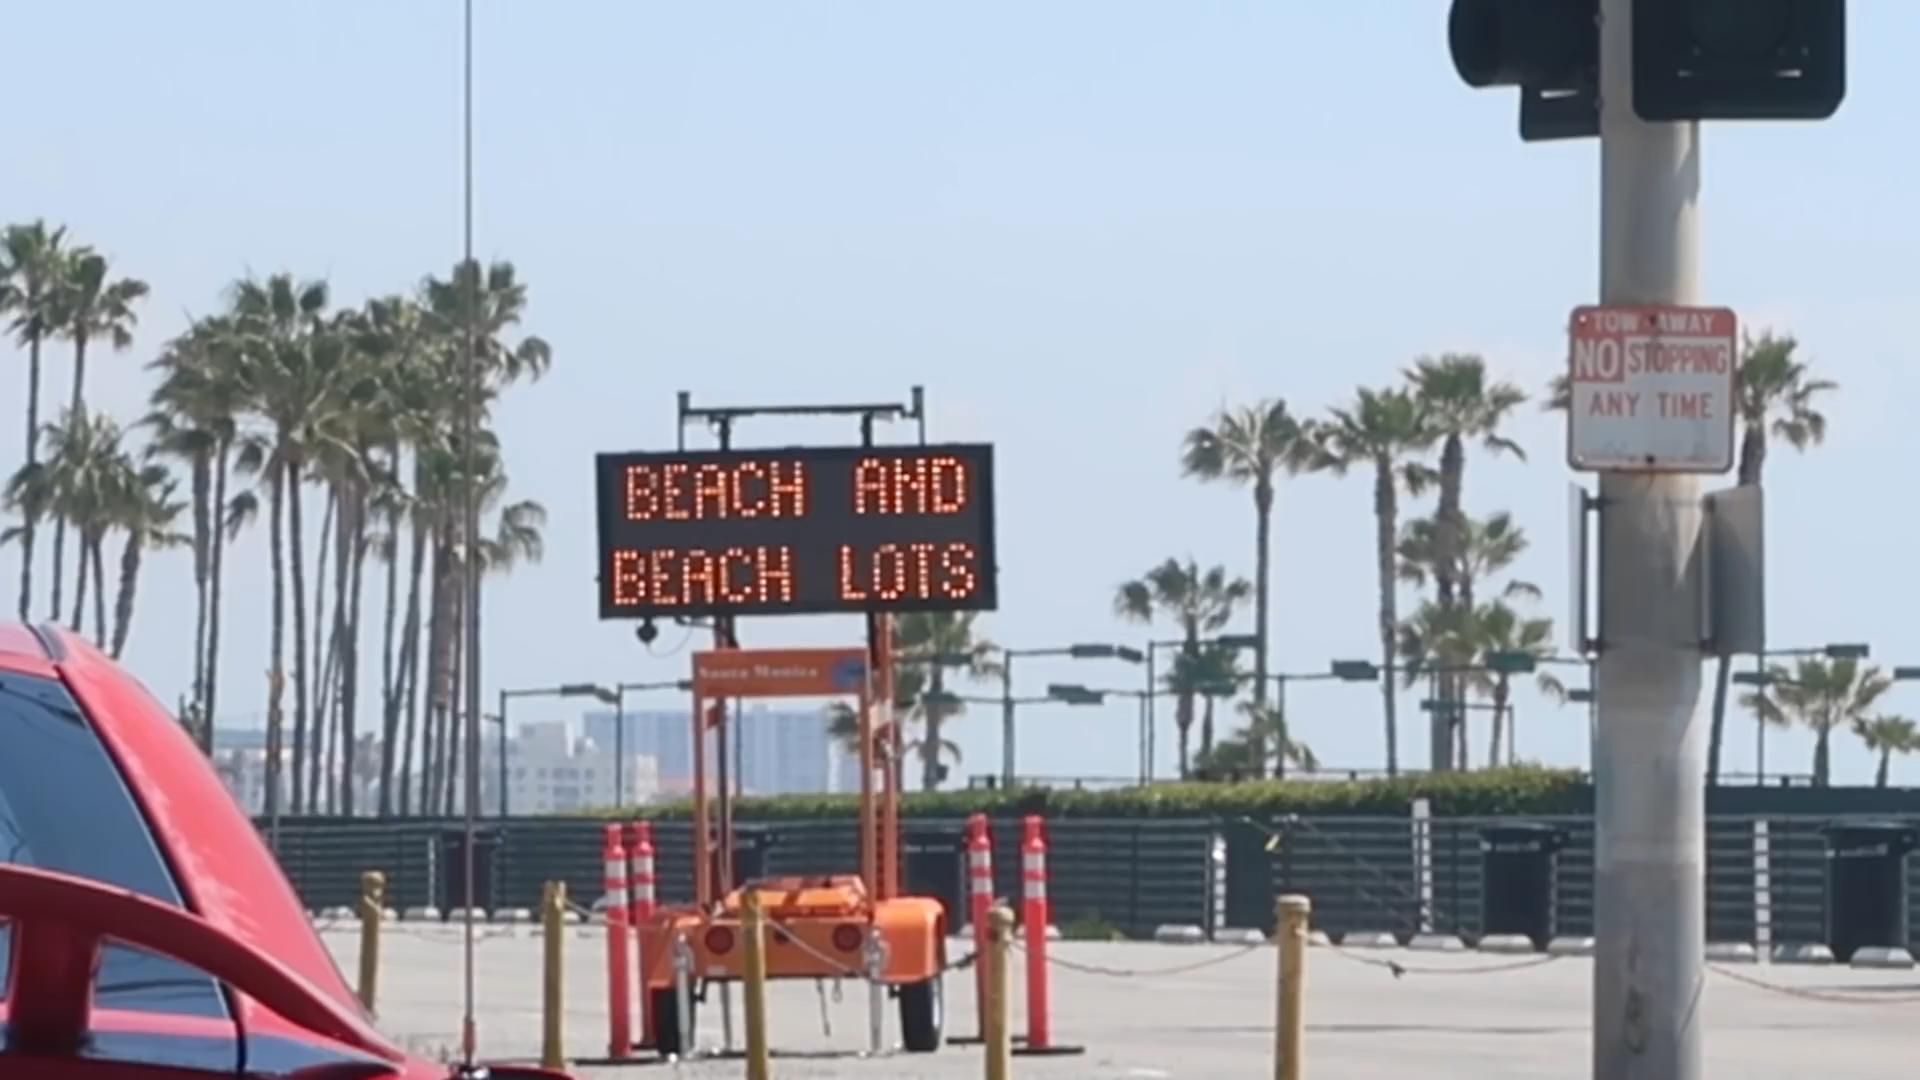 BEACH AND
BEACH LOTS
Santa Monica
TOW AWAY
NO STOPPING
ANY TIME